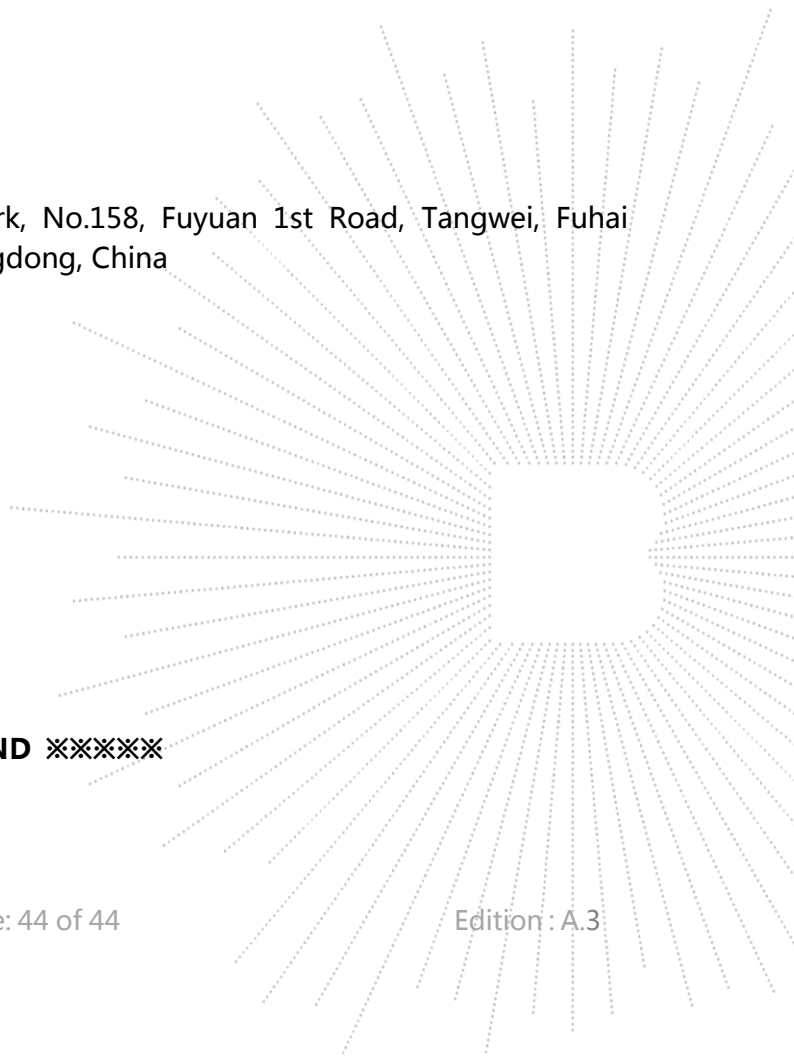 rk, No.158, Fuyuan 1st Road, Tangwei, Fuhai
gdong, China
ND ※※※※※
e: 44 of 44 Edition : A.3